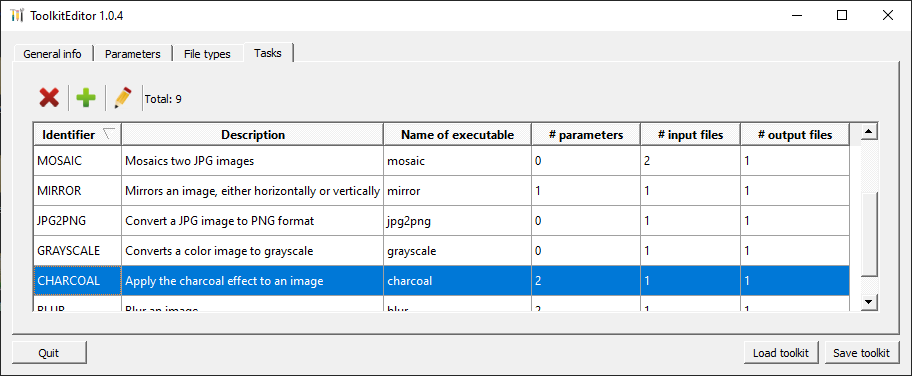 ToolkitEditor 1.0.4
General info Parameters File types Tasks
Total: 9
Identifier Description Name of executable # parameters # input files # output files
MOSAIC Mosaics two JPG images mosaic 0 2 1
MIRROR Mirrors an image, either horizontally or vertically mirror 1 1 1
JPG2PNG Convert a JPG image to PNG format jpg2png 0 1 1
GRAYSCALE Converts a color image to grayscale grayscale 0 1 1
CHARCOAL Apply the charcoal effect to an image charcoal 2 1 1
BLUR Blur an image blur 2 1 1
Quit Load toolkit Save toolkit